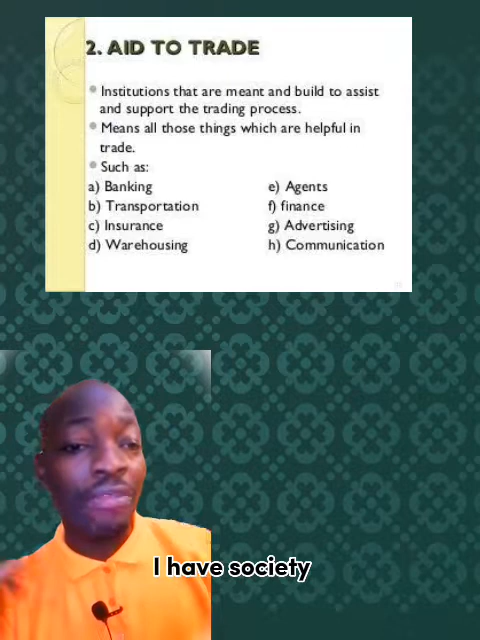 2. AID TO TRADE
Institutions that are meant and build to assist
and support the trading process.
Means all those things which are helpful in
trade.
Such as:
a) Banking
b) Transportation
c) Insurance
d) Warehousing
e) Agents
f) finance
g) Advertising
h) Communication
I have society